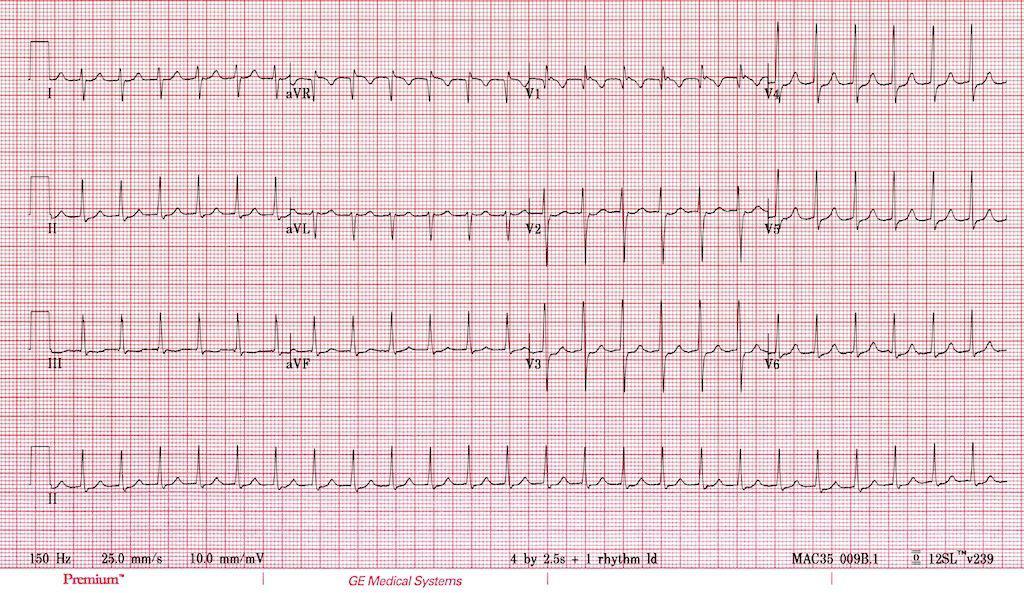 I aVR V1 V4
II aVL V2 V5
III aVF V3 V6
II
150 Hz 25.0 mm/s 10.0 mm/mV 4 by 2.5s + 1 rhythm ld MAC35 009B.1 12SL™v239
Premium™ GE Medical Systems